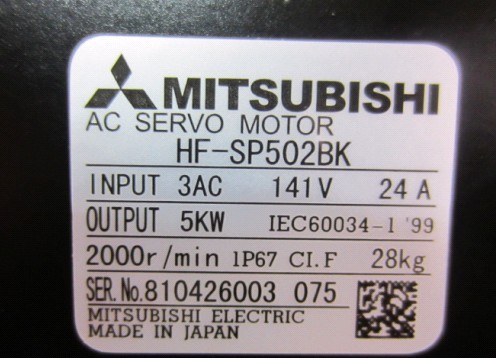 MITSUBISHI
AC SERVO MOTOR
HF-SP502BK
INPUT 3AC 141V 24 A
OUTPUT 5KW IEC60034-1 '99
2000r/min IP67 CI.F 28kg
SER.No.810426003 075
MITSUBISHI ELECTRIC
MADE IN JAPAN